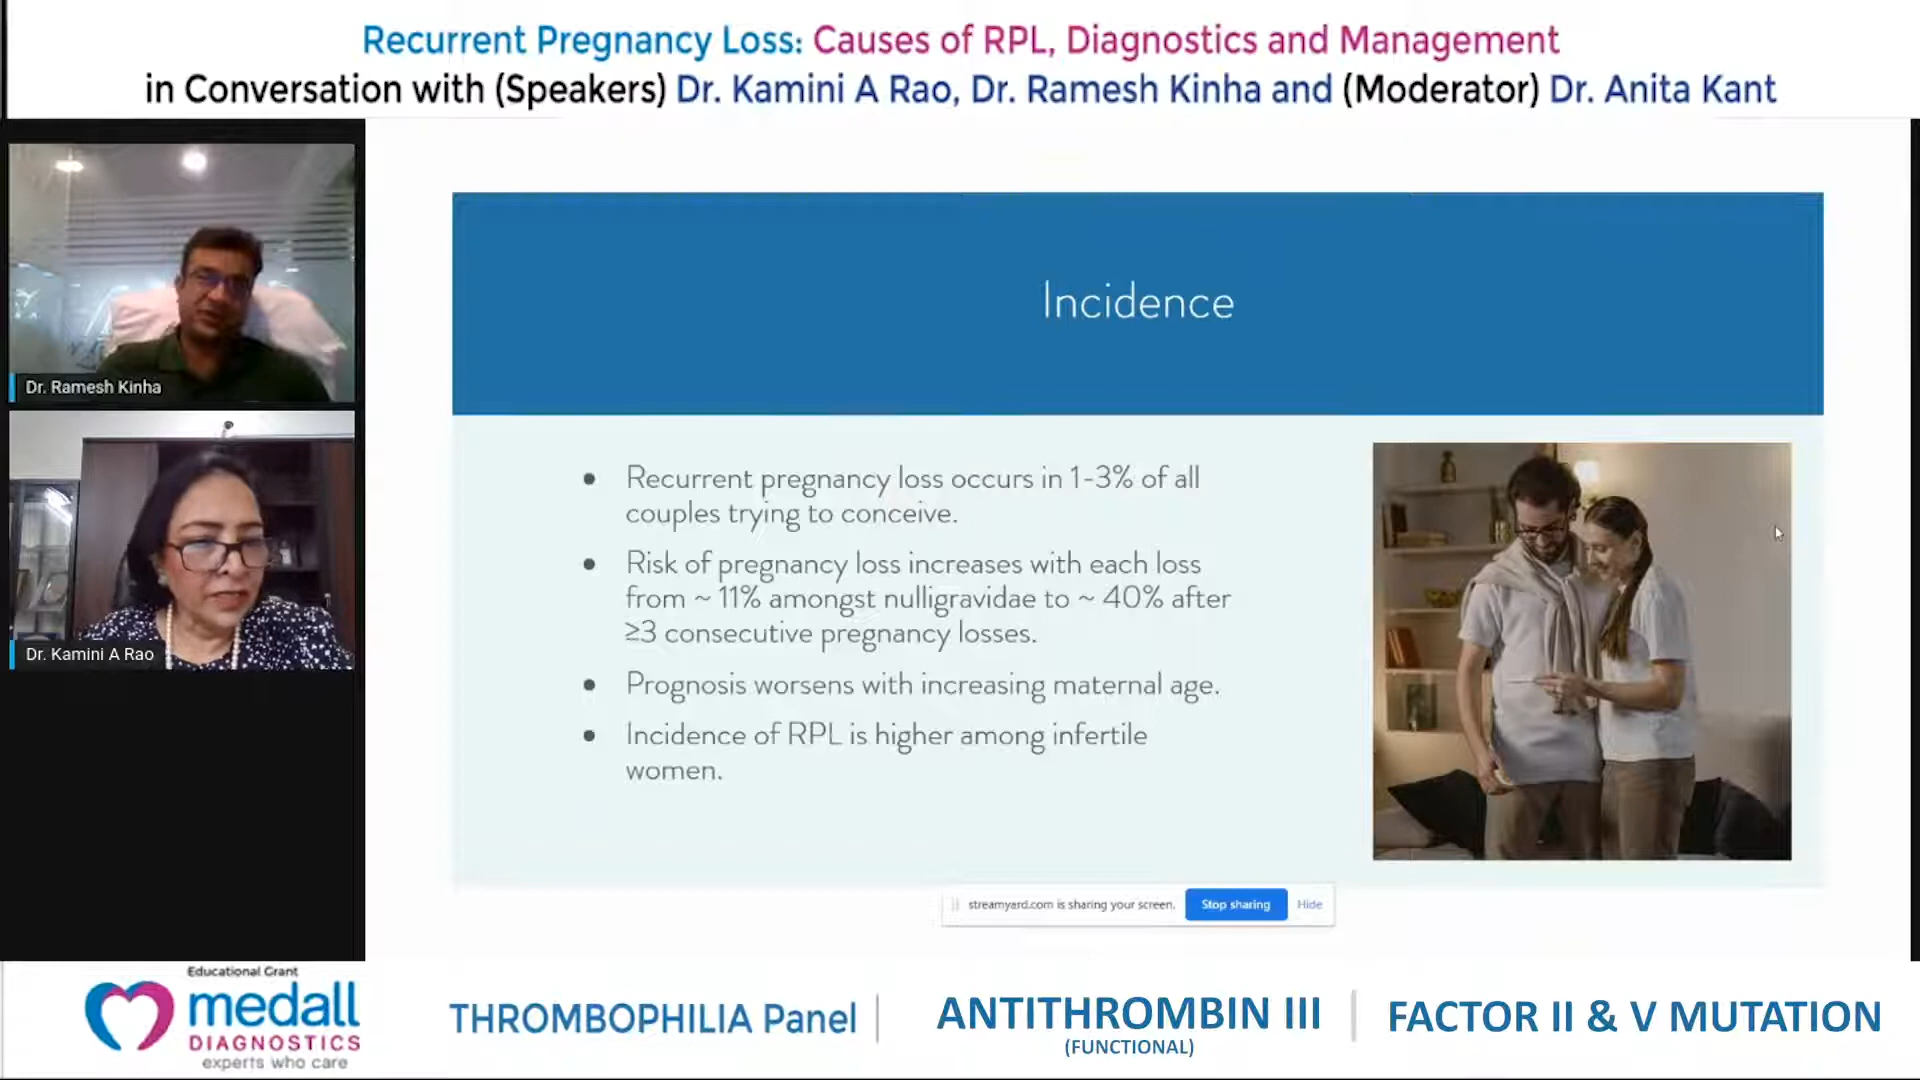 Recurrent Pregnancy Loss: Causes of RPL, Diagnostics and Management
in Conversation with (Speakers) Dr. Kamini A Rao, Dr. Ramesh Kinha and (Moderator) Dr. Anita Kant
Dr. Ramesh Kinha
Dr. Kamini A Rao
Incidence
• Recurrent pregnancy loss occurs in 1-3% of all
couples trying to conceive.
• Risk of pregnancy loss increases with each loss
from ~ 11% amongst nulligravidae to ~ 40% after
≥3 consecutive pregnancy losses.
• Prognosis worsens with increasing maternal age.
• Incidence of RPL is higher among infertile
women.
streamyard.com is sharing your screen. Stop sharing Hide
Educational Grant
medall
DIAGNOSTICS
experts who care
THROMBOPHILIA Panel
ANTITHROMBIN III
(FUNCTIONAL)
FACTOR II & V MUTATION